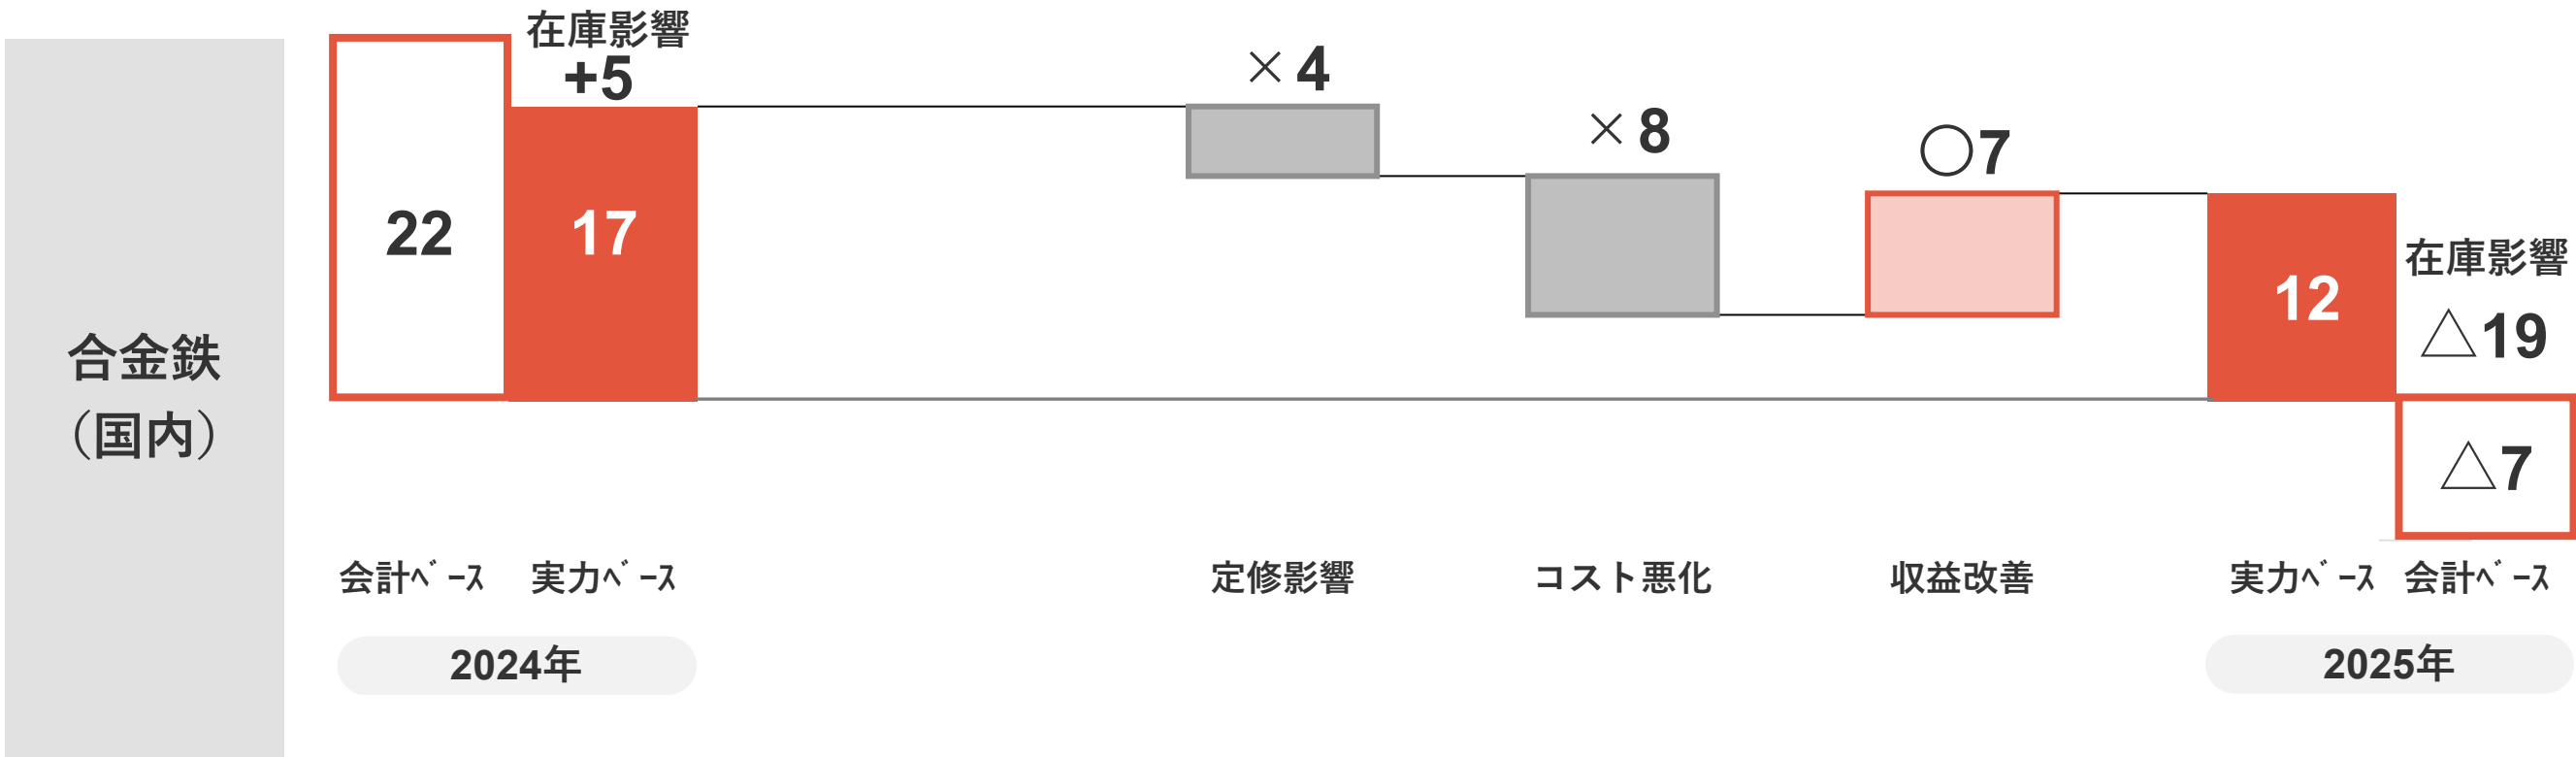 合金鉄
（国内）
在庫影響
+5
22
17
× 4
× 8
○7
12
在庫影響
△19
△7
会計ﾍﾞｰｽ
実力ﾍﾞｰｽ
定修影響
コスト悪化
収益改善
実力ﾍﾞｰｽ
会計ﾍﾞｰｽ
2024年
2025年